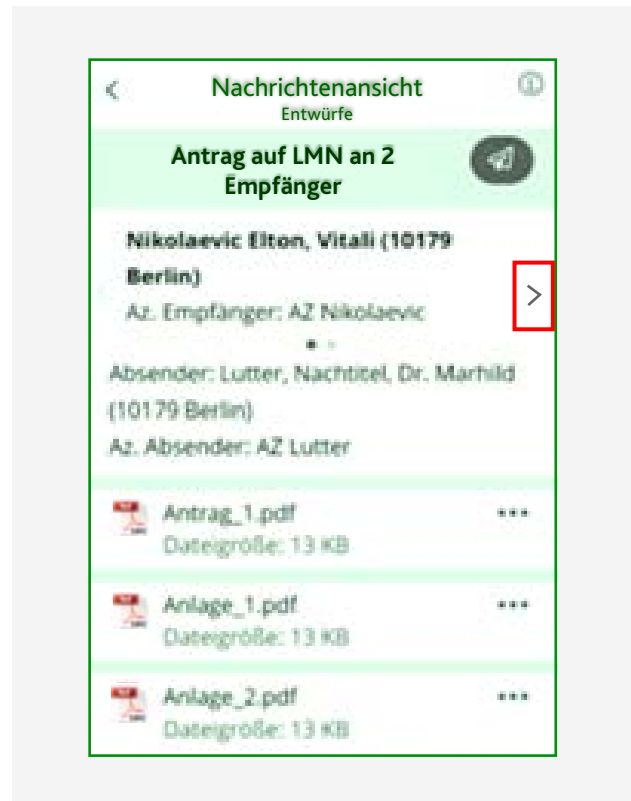 Nachrichtenansicht
Entwürfe
Antrag auf LMN an 2
Empfänger
Nikolaevic Elton, Vitali (10179
Berlin)
Az. Empfänger: AZ Nikolaevic
Absender: Lutter, Nachtitel, Dr. Marhild
(10179 Berlin)
Az. Absender: AZ Lutter
Antrag_1.pdf
Dateigröße: 13 KB
Anlage_1.pdf
Dateigröße: 13 KB
Anlage_2.pdf
Dateigröße: 13 KB